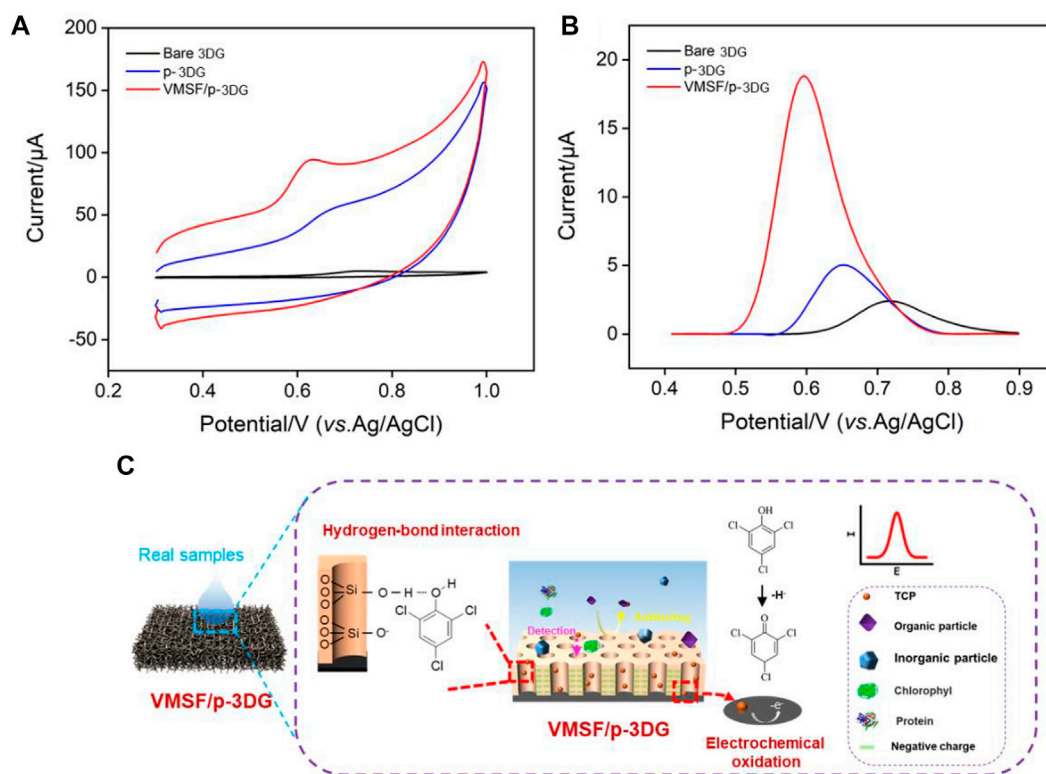 A
200
150
100
50
0
-50
0.2
0.4
0.6
0.8
1.0
Current/μA
Potential/V (vs.Ag/AgCl)
Bare 3DG
p-3DG
VMSF/p-3DG
B
20
15
10
5
0
0.4
0.5
0.6
0.7
0.8
0.9
Current/μA
Potential/V (vs.Ag/AgCl)
Bare 3DG
p-3DG
VMSF/p-3DG
C
Real samples
VMSF/p-3DG
Hydrogen-bond interaction
O
O
O
Si
O
H
O
H
Cl
Cl
O
O
O
Si
O-
Cl
Detection
Antifouling
VMSF/p-3DG
OH
Cl
Cl
Cl
-H-
O
Cl
Cl
Cl
-e-
Electrochemical
oxidation
I
E
TCP
Organic particle
Inorganic particle
Chlorophyl
Protein
Negative charge